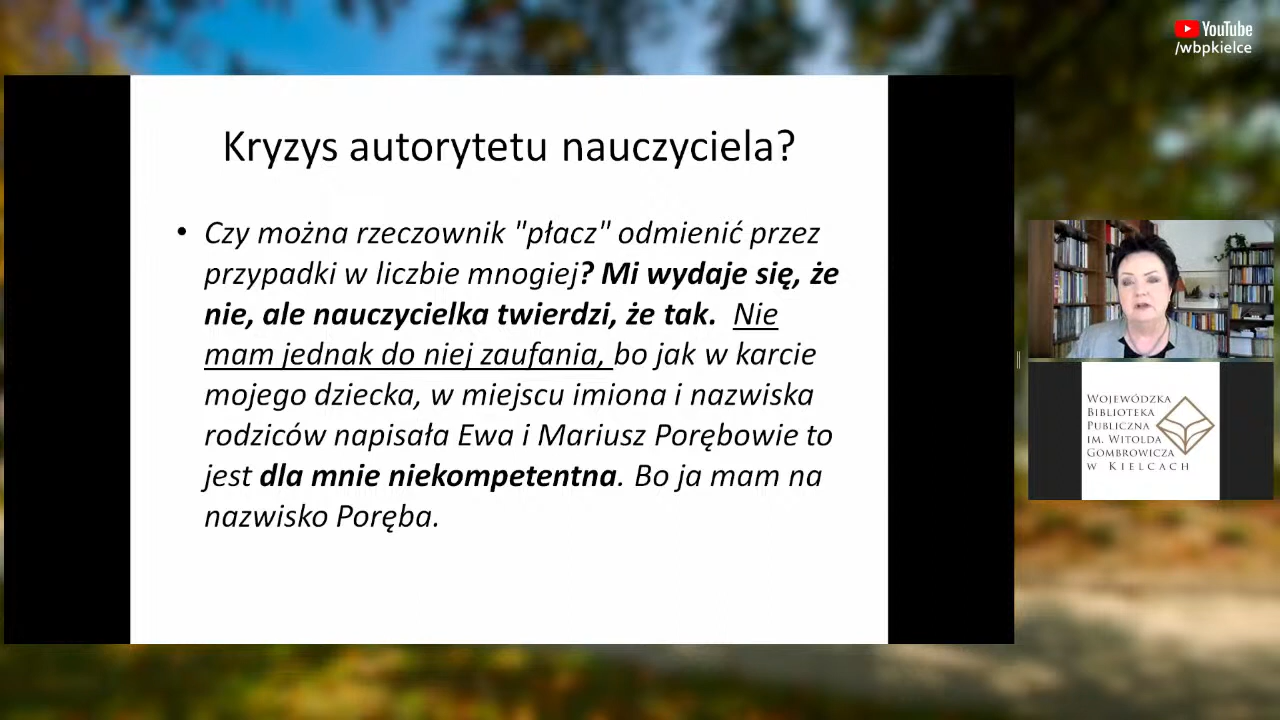 YouTube
/wbpkielce
Kryzys autorytetu nauczyciela?
• Czy można rzeczownik "płacz" odmienić przez
przypadki w liczbie mnogiej? Mi wydaje się, że
nie, ale nauczycielka twierdzi, że tak. Nie
mam jednak do niej zaufania, bo jak w karcie
mojego dziecka, w miejscu imiona i nazwiska
rodziców napisała Ewa i Mariusz Porębowie to
jest dla mnie niekompetentna. Bo ja mam na
nazwisko Poręba.
WOJEWÓDZKA
BIBLIOTEKA
PUBLICZNA
IM. WITOLDA
GOMBROWICZA
W KIELCACH